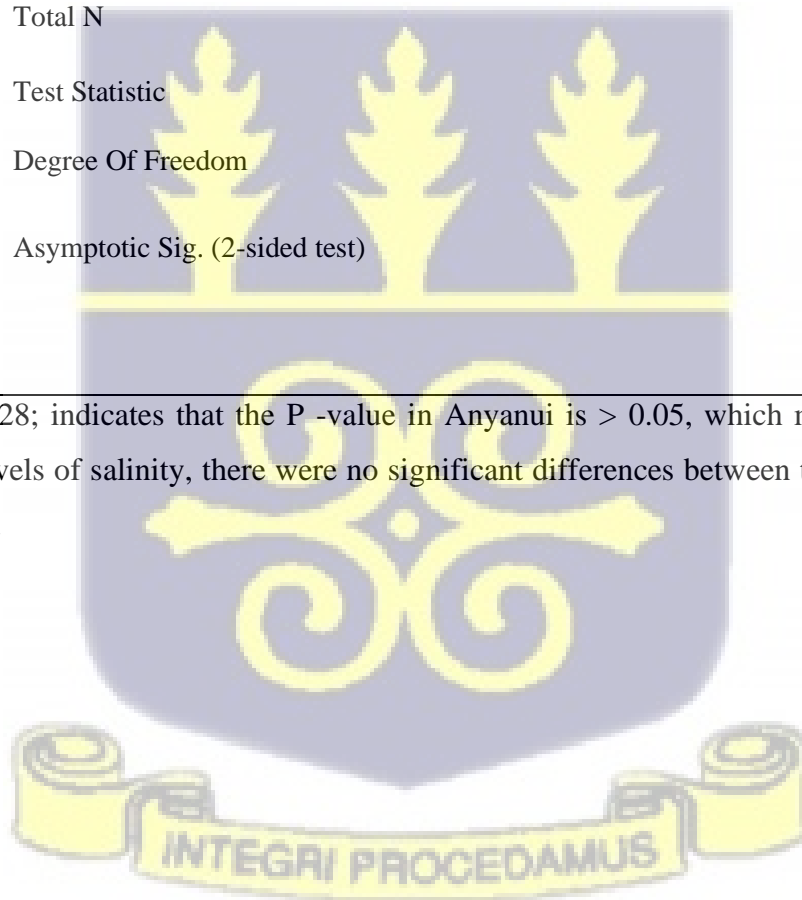 Total N
Test Statistic
Degree Of Freedom
Asymptotic Sig. (2-sided test)
28; indicates that the P -value in Anyanui is > 0.05, which
of salinity, there were no significant differences between
INTEGRI PROCEDAMUS